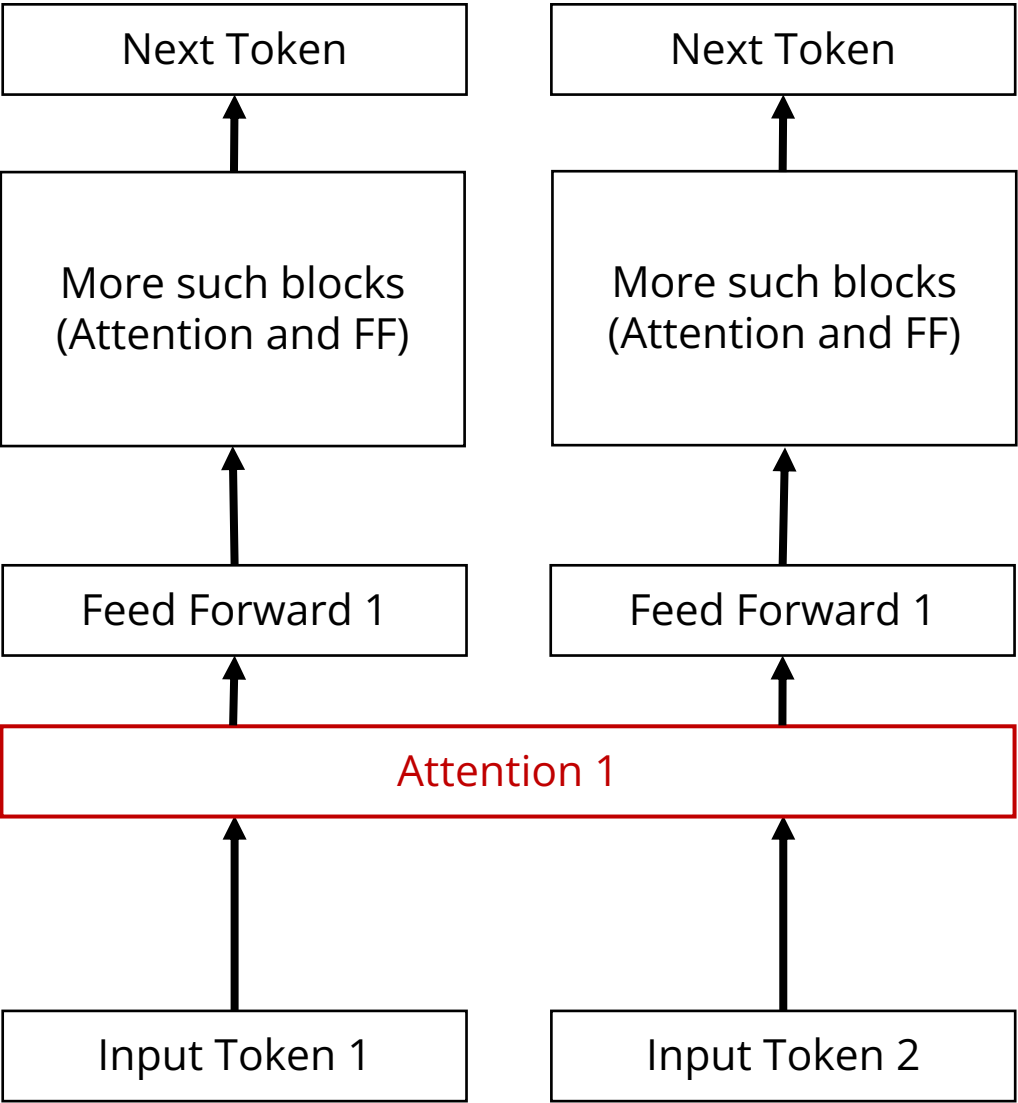 Next Token
Next Token
More such blocks
(Attention and FF)
More such blocks
(Attention and FF)
Feed Forward 1
Feed Forward 1
Attention 1
Input Token 1
Input Token 2